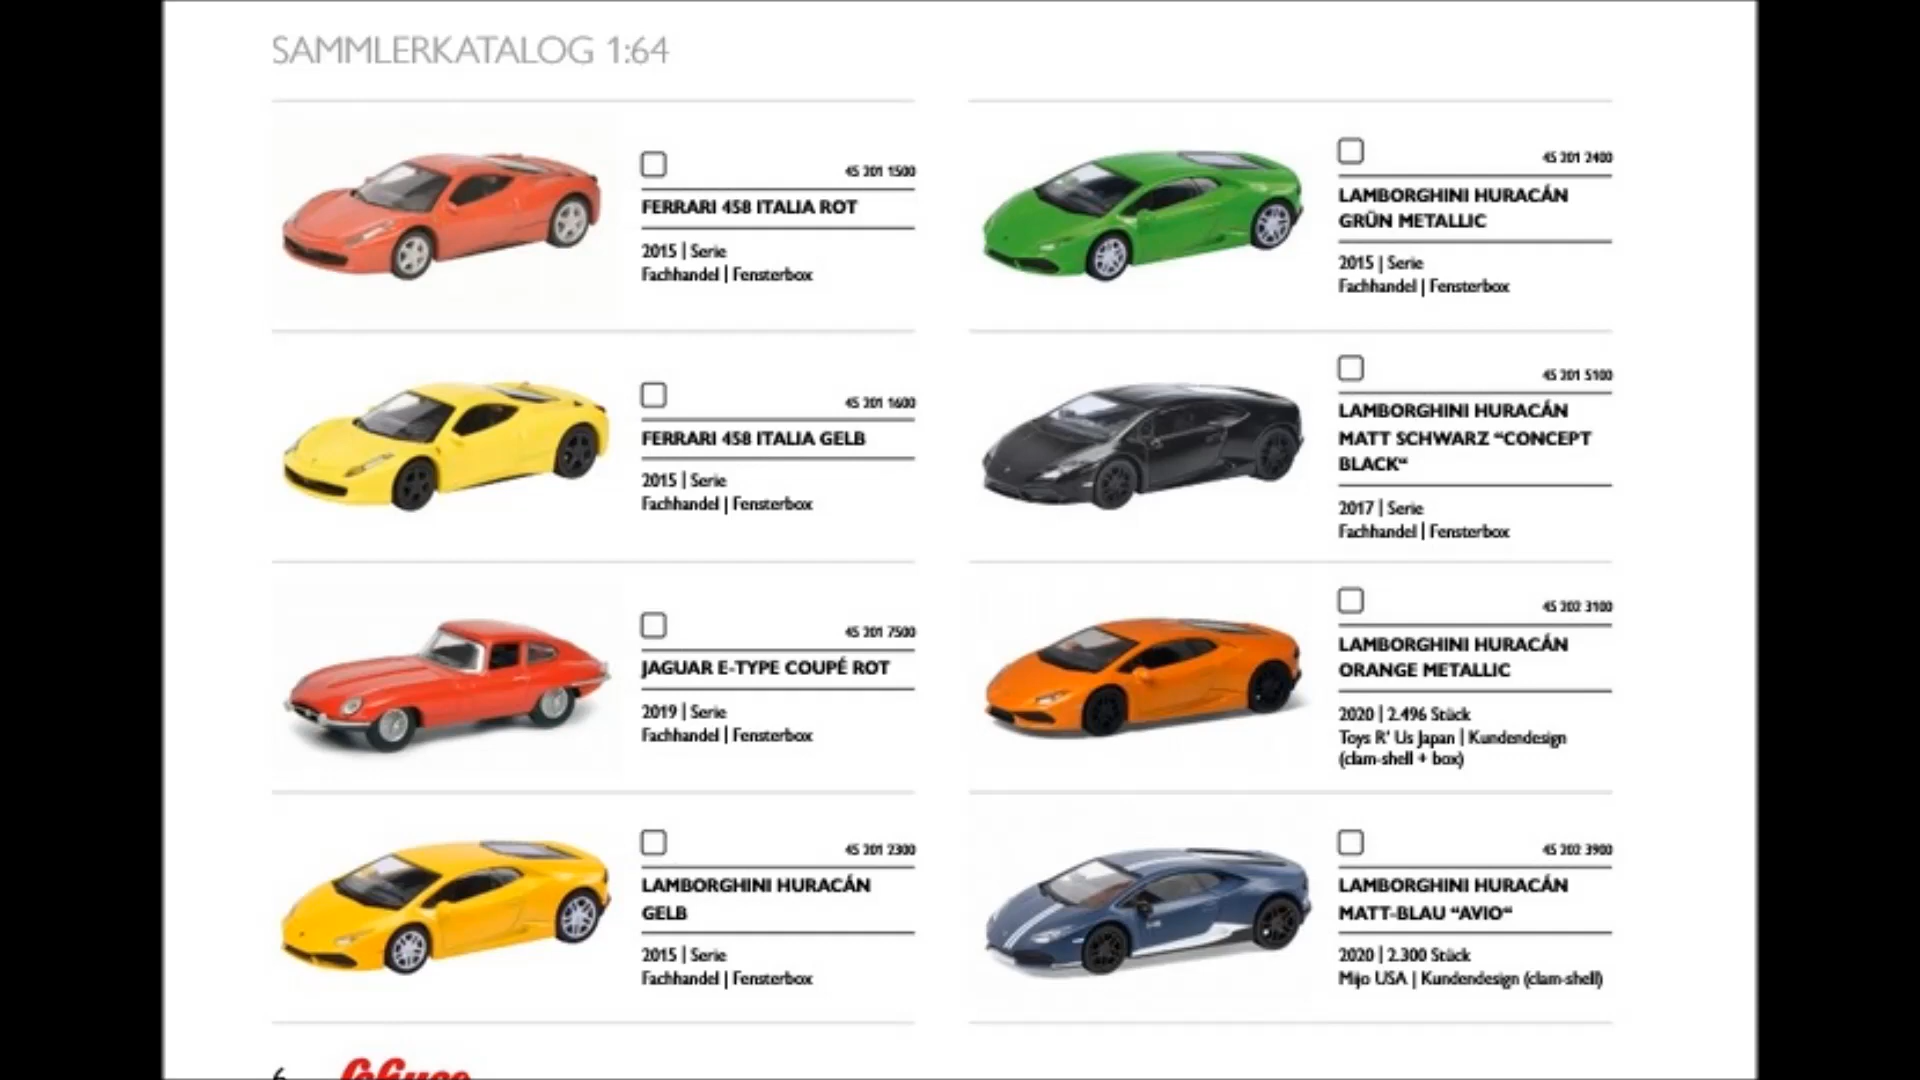 SAMMLERKATALOG 1:64
45 201 1500
FERRARI 458 ITALIA ROT
2015 | Serie
Fachhandel | Fensterbox
45 201 1600
FERRARI 458 ITALIA GELB
2015 | Serie
Fachhandel | Fensterbox
45 201 7500
JAGUAR E-TYPE COUPÉ ROT
2019 | Serie
Fachhandel | Fensterbox
45 201 2300
LAMBORGHINI HURACÁN
GELB
2015 | Serie
Fachhandel | Fensterbox
45 201 2400
LAMBORGHINI HURACÁN
GRÜN METALLIC
2015 | Serie
Fachhandel | Fensterbox
45 201 5100
LAMBORGHINI HURACÁN
MATT SCHWARZ "CONCEPT
BLACK"
2017 | Serie
Fachhandel | Fensterbox
45 202 3100
LAMBORGHINI HURACÁN
ORANGE METALLIC
2020 | 2.496 Stück
Toys R' Us Japan | Kundendesign
(clam-shell + box)
45 202 3900
LAMBORGHINI HURACÁN
MATT-BLAU "AVIO"
2020 | 2.300 Stück
Mijo USA | Kundendesign (clam-shell)
6